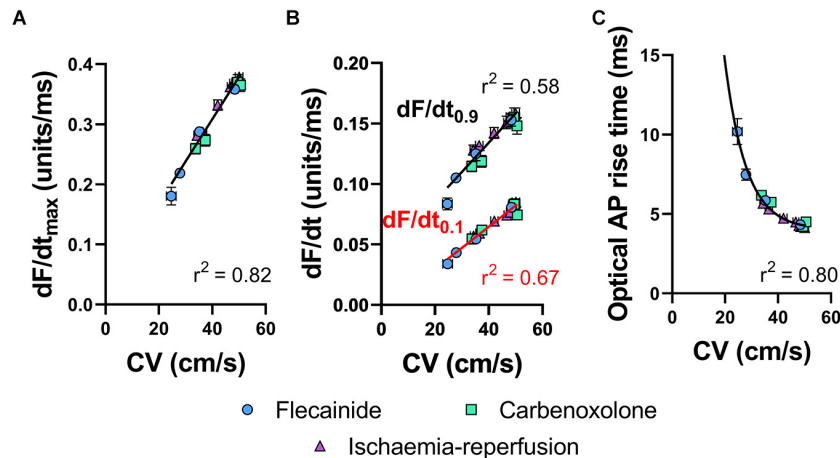 A
dF/dtmax (units/ms)
0.4
0.3
0.2
0.1
0.0
0 20 40 60
CV (cm/s)
r² = 0.82
B
dF/dt (units/ms)
0.20
0.15
0.10
0.05
0.00
0 20 40 60
CV (cm/s)
r² = 0.58
dF/dt0.9
dF/dt0.1
r² = 0.67
C
Optical AP rise time (ms)
15
10
5
0
0 20 40 60
CV (cm/s)
r² = 0.80
Flecainide
Carbenoxolone
Ischaemia-reperfusion